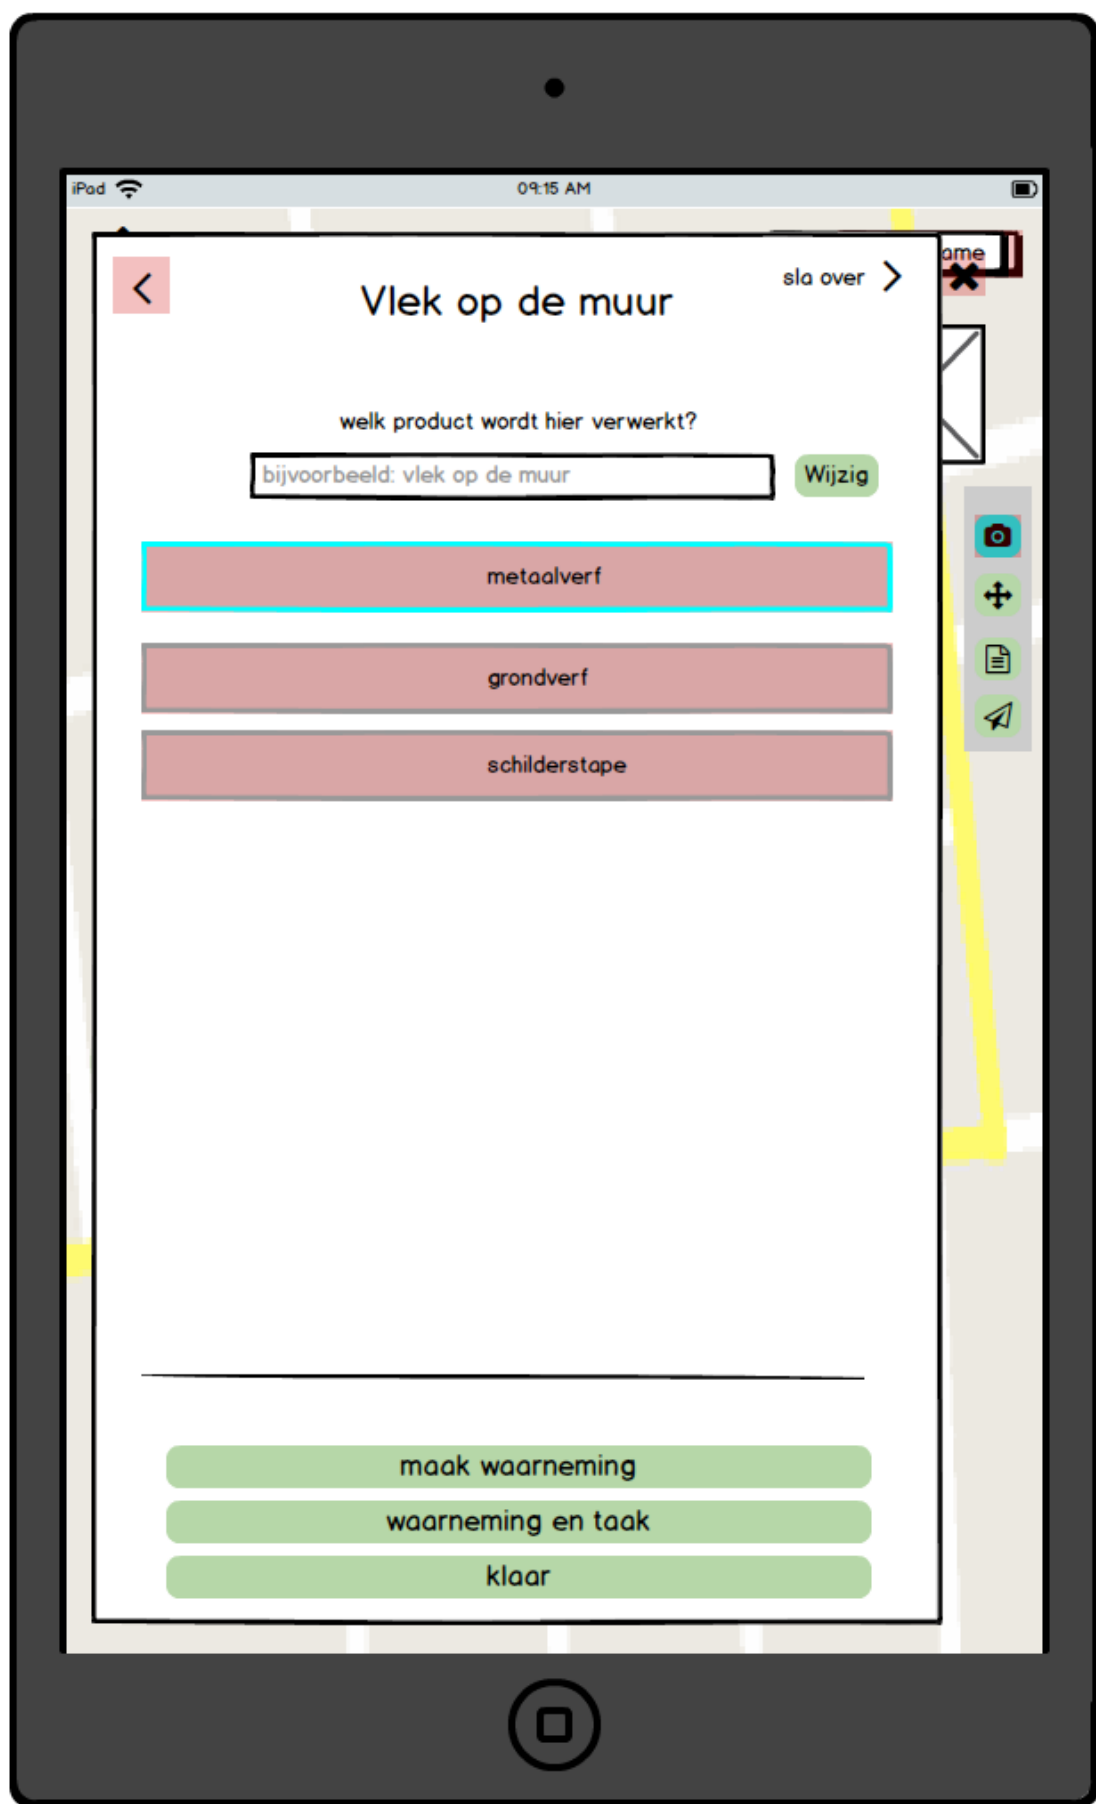 iPad
09:15 AM
ame
sla over
Vlek op de muur
welk product wordt hier verwerkt?
bijvoorbeeld: vlek op de muur
Wijzig
metaalverf
grondverf
schilderstape
maak waarneming
waarneming en taak
klaar